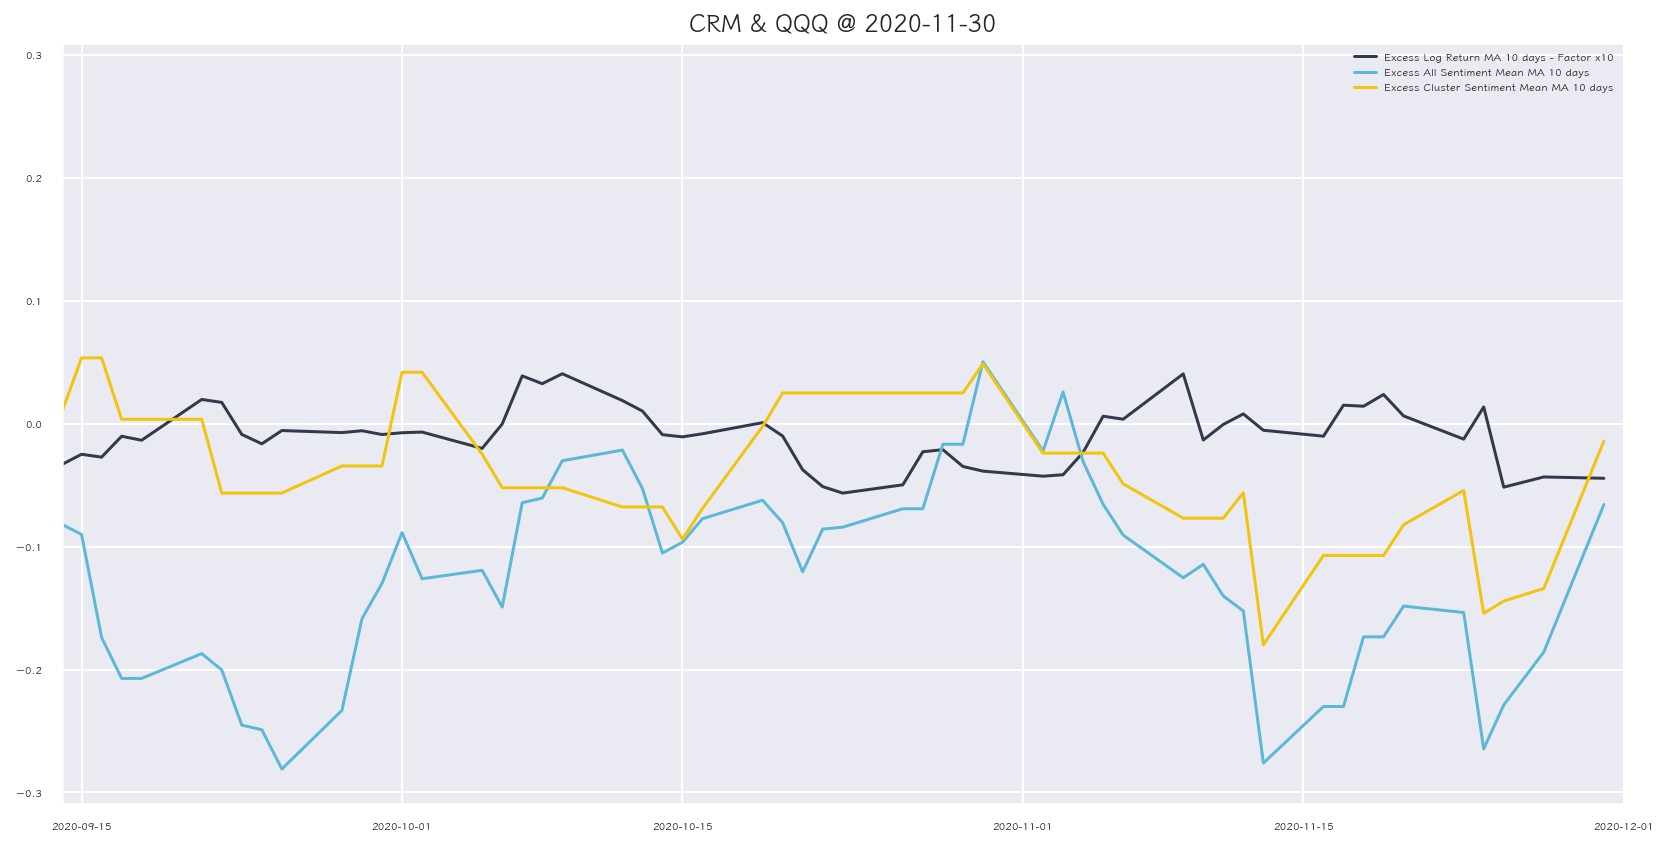 CRM & QQQ @ 2020-11-30
Excess Log Return MA 10 days - Factor x10
Excess All Sentiment Mean MA 10 days
Excess Cluster Sentiment Mean MA 10 days
0.3
0.2
0.1
0.0
−0.1
−0.2
−0.3
2020-09-15 2020-10-01 2020-10-15 2020-11-01 2020-11-15 2020-12-01